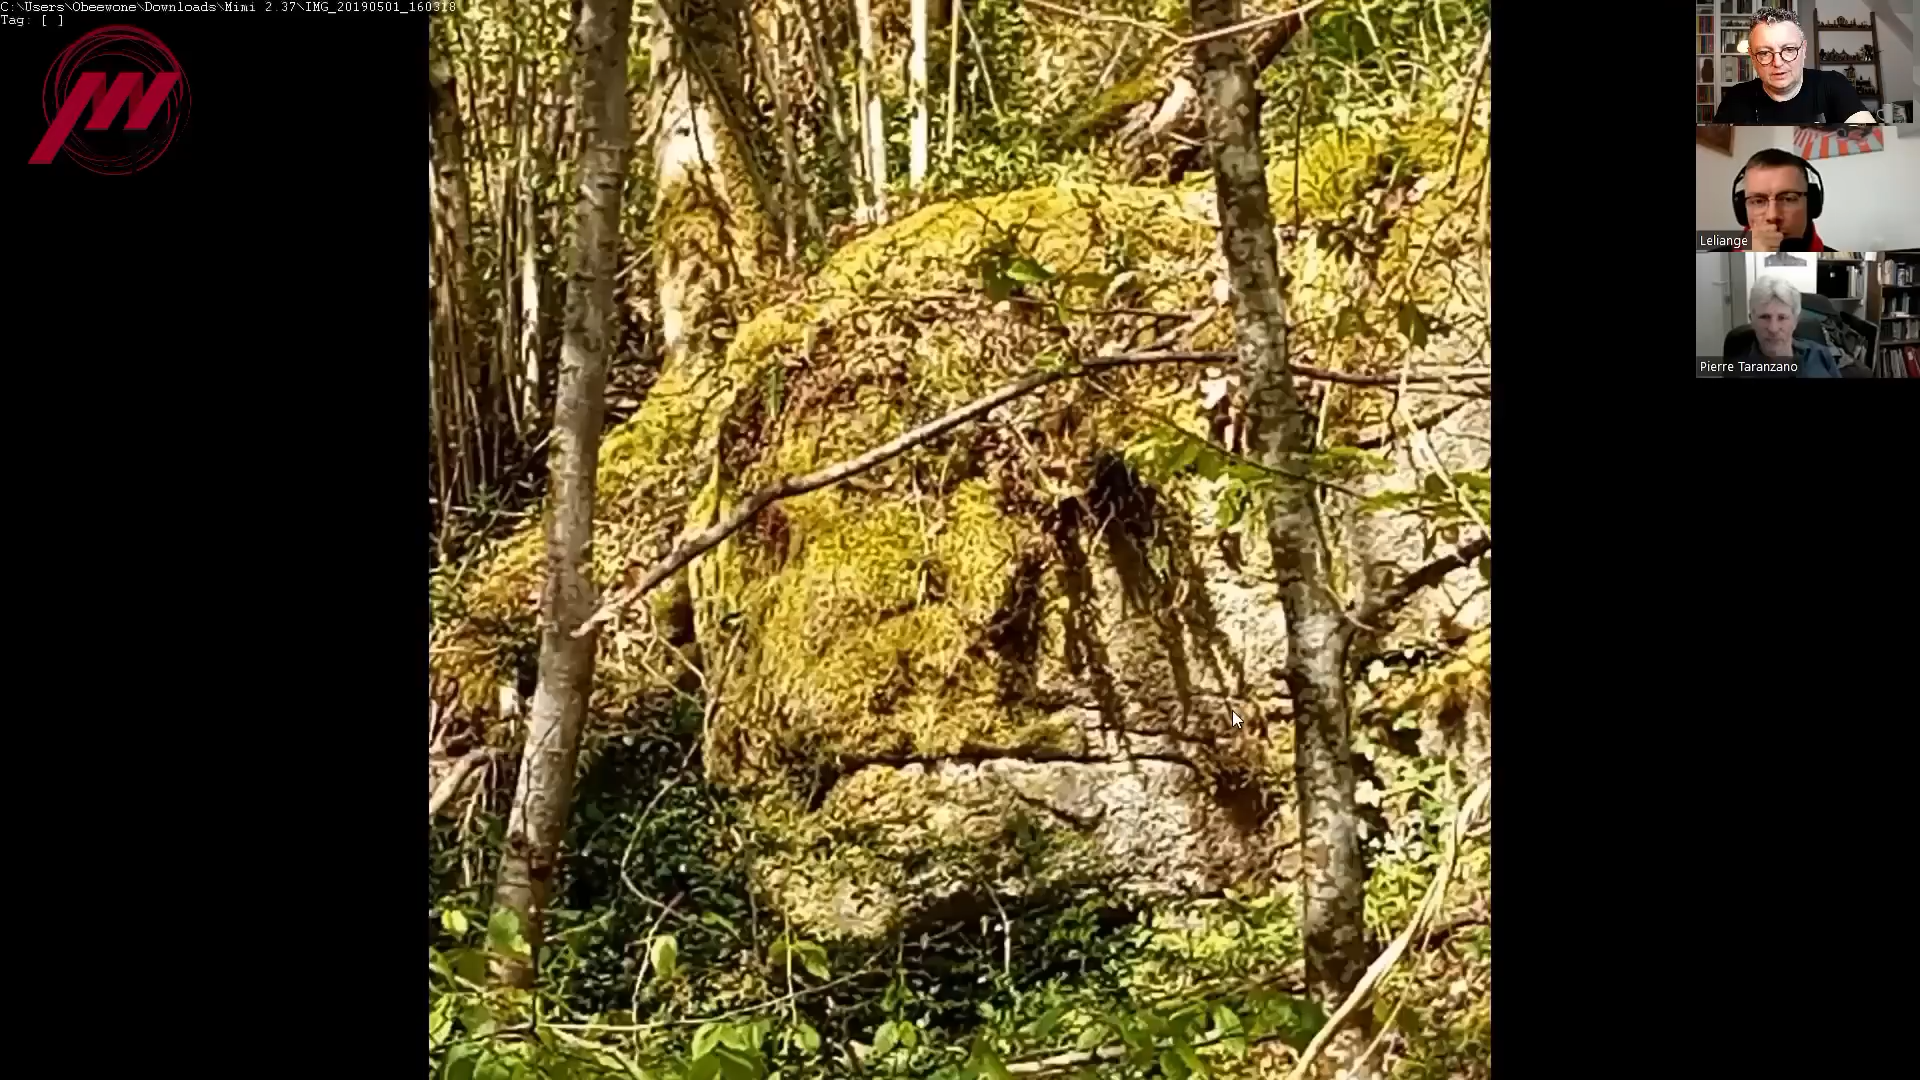 C:\Users\Obeewone\Downloads\Mimi 2.37\IMG_20190501_160318
Tag: [ ]
Leliange
Pierre Taranzano